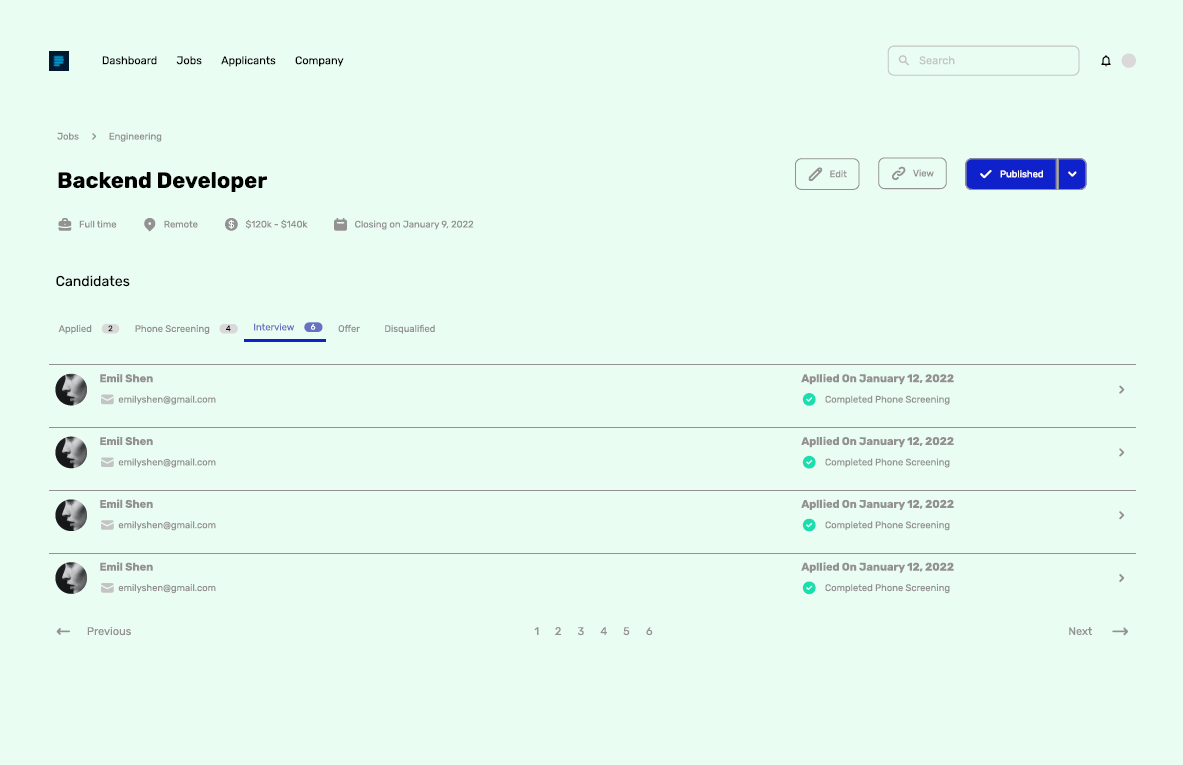 Dashboard Jobs Applicants Company Search
Jobs Engineering
Backend Developer Edit View Published
Full time Remote $120k - $140k Closing on January 9, 2022
Candidates
Applied 2 Phone Screening 4 Interview 6 Offer Disqualified
Emil Shen Apllied On January 12, 2022
emilyshen@gmail.com Completed Phone Screening
Emil Shen Apllied On January 12, 2022
emilyshen@gmail.com Completed Phone Screening
Emil Shen Apllied On January 12, 2022
emilyshen@gmail.com Completed Phone Screening
Emil Shen Apllied On January 12, 2022
emilyshen@gmail.com Completed Phone Screening
Previous 1 2 3 4 5 6 Next